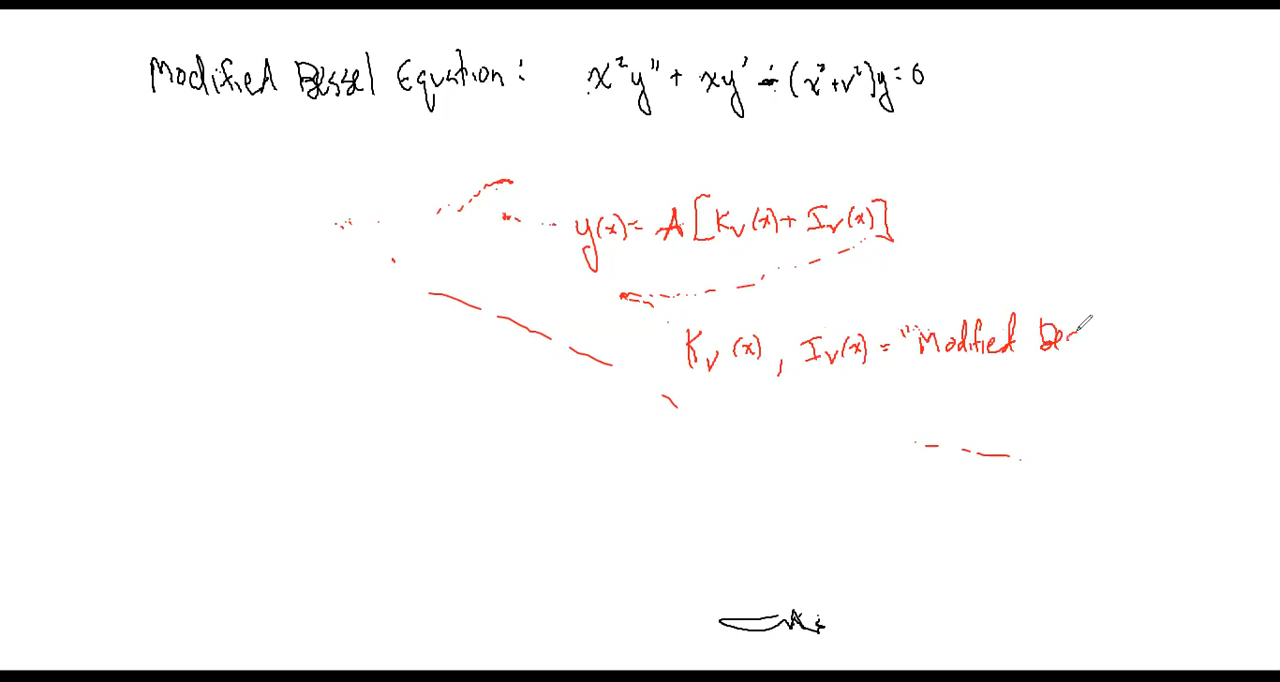 Modified Bessel Equation: x²y'' + xy' - (x²+ν²)y=0
y(x)= A[Kν(x)+ Iν(x)]
Kν(x), Iν(x) = "Modified